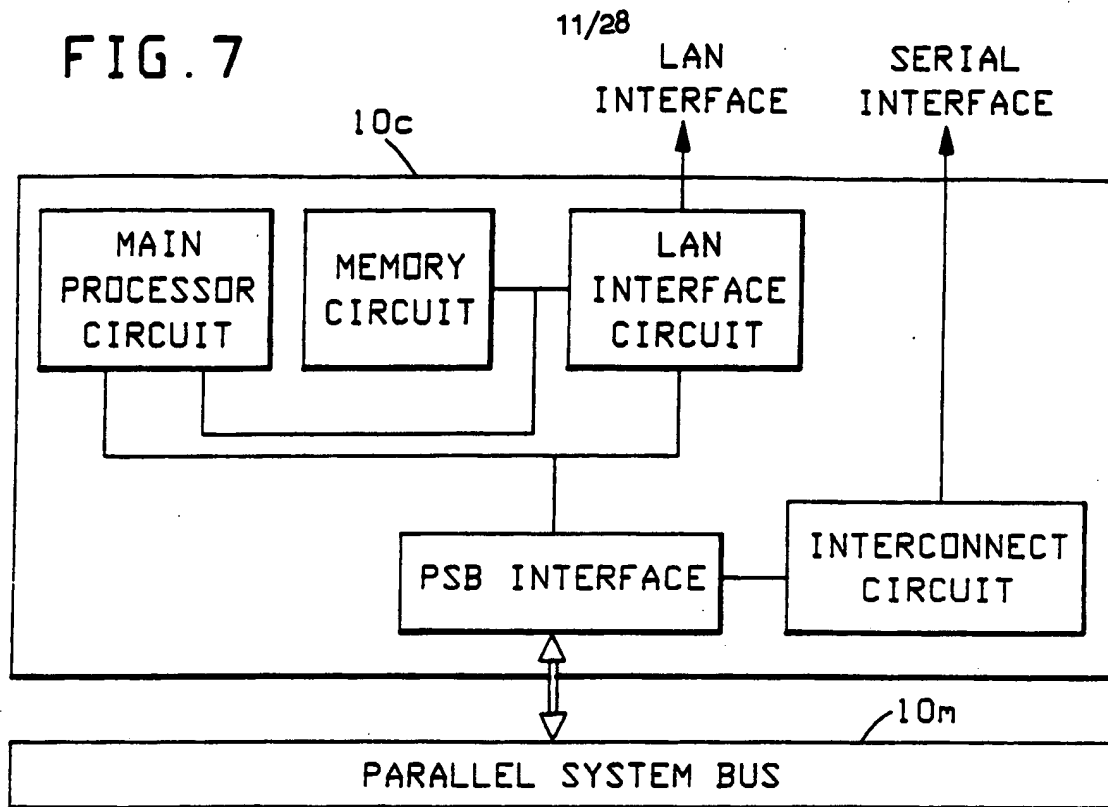 FIG. 7
11/28
LAN
INTERFACE
SERIAL
INTERFACE
10c
MAIN
PROCESSOR
CIRCUIT
MEMORY
CIRCUIT
LAN
INTERFACE
CIRCUIT
PSB INTERFACE
INTERCONNECT
CIRCUIT
10m
PARALLEL SYSTEM BUS